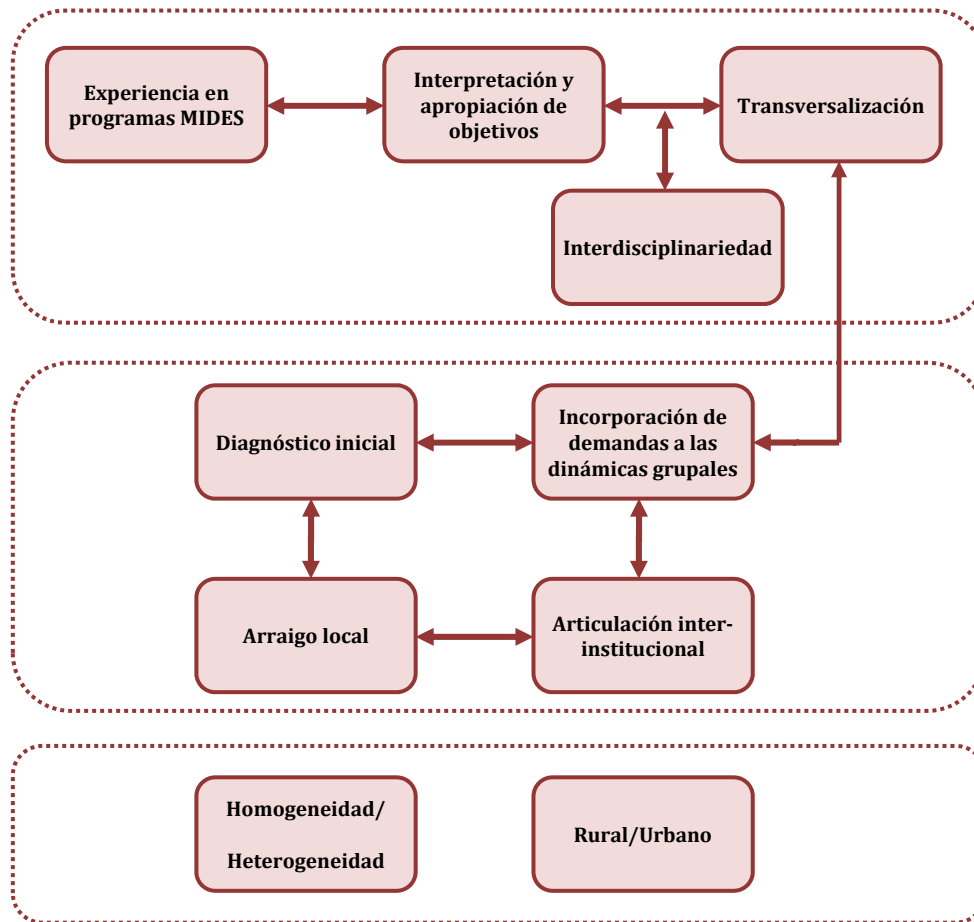 Experiencia en
programas MIDES
Interpretación y
apropiación de
objetivos
Transversalización
Interdisciplinariedad
Diagnóstico inicial
Incorporación de
demandas a las
dinámicas grupales
Arraigo local
Articulación inter-
institucional
Homogeneidad/
Heterogeneidad
Rural/Urbano